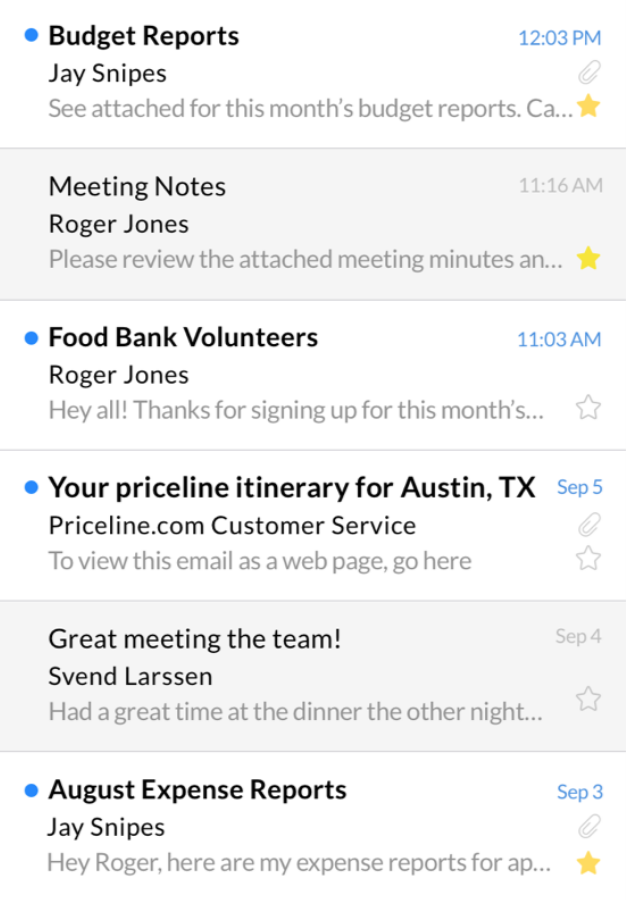 Budget Reports 12:03 PM
Jay Snipes
See attached for this month's budget reports. Ca...
Meeting Notes 11:16 AM
Roger Jones
Please review the attached meeting minutes an...
Food Bank Volunteers 11:03 AM
Roger Jones
Hey all! Thanks for signing up for this month's...
Your priceline itinerary for Austin, TX Sep 5
Priceline.com Customer Service
To view this email as a web page, go here
Great meeting the team! Sep 4
Svend Larssen
Had a great time at the dinner the other night...
August Expense Reports Sep 3
Jay Snipes
Hey Roger, here are my expense reports for ap...